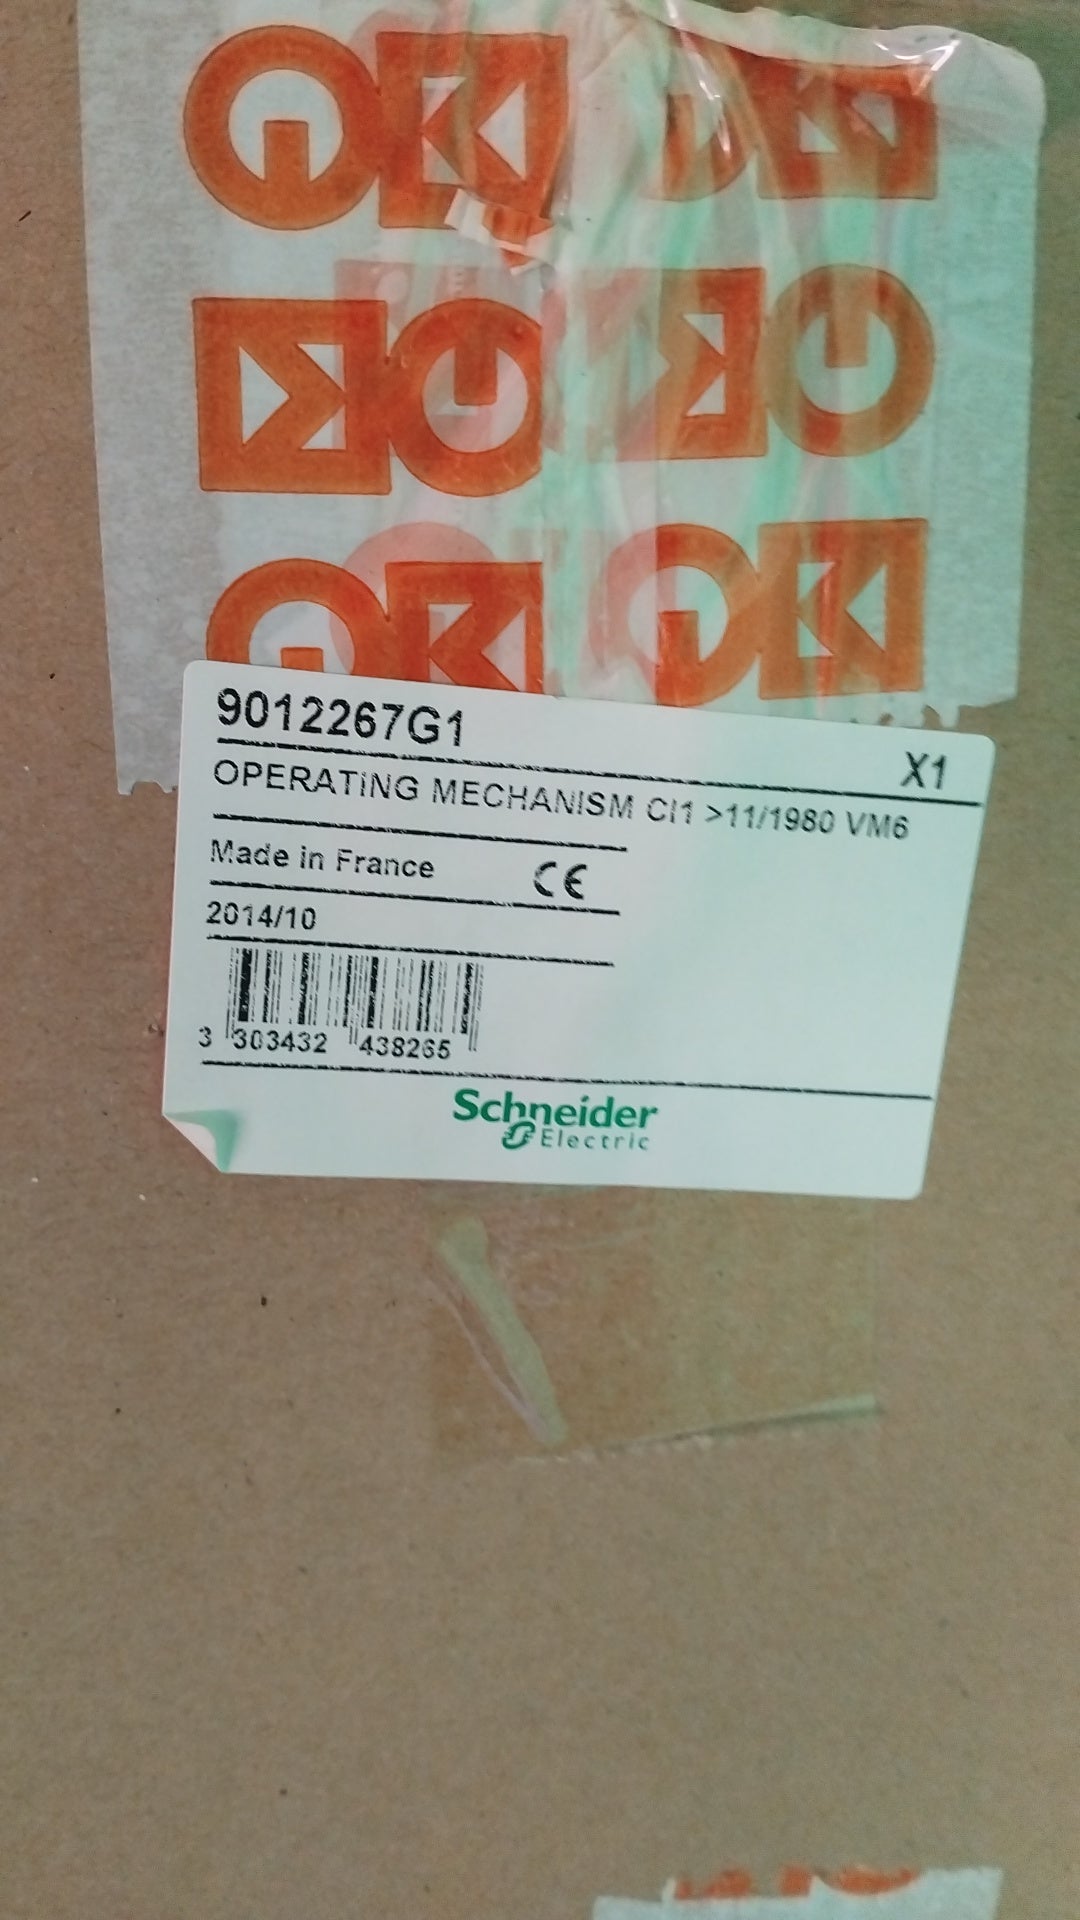 9012267G1
X1
OPERATING MECHANISM CI1 >11/1980 VM6
Made in France CE
2014/10
3 303432 438265
Schneider
Electric